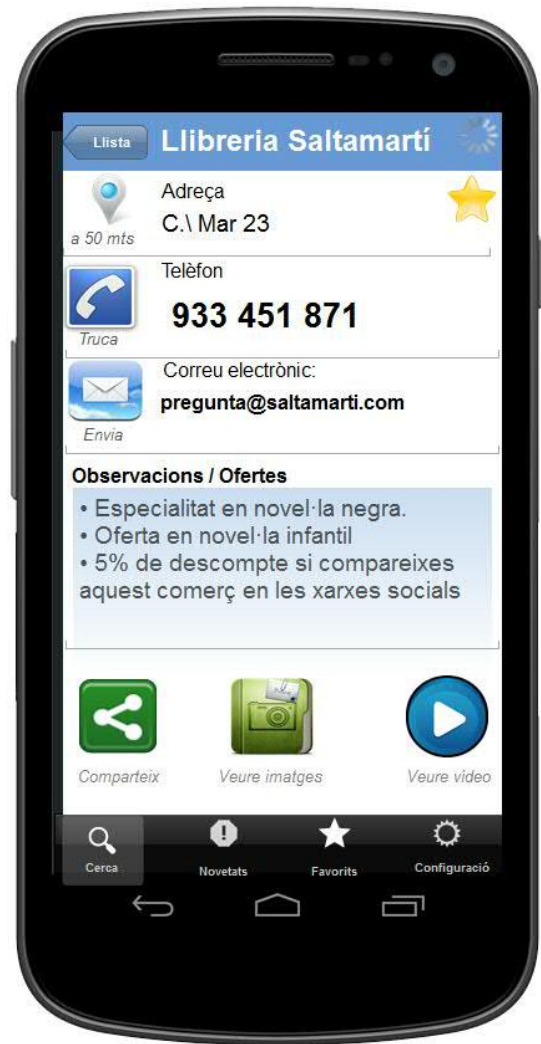 Llista
Llibreria Saltamartí
Adreça
C.\ Mar 23
a 50 mts
Telèfon
933 451 871
Truca
Correu electrònic:
pregunta@saltamarti.com
Envia
Observacions / Ofertes
• Especialitat en novel·la negra.
• Oferta en novel·la infantil
• 5% de descompte si compareixes
aquest comerç en les xarxes socials
Comparteix
Veure imatges
Veure video
Cerca
Novetats
Favorits
Configuració